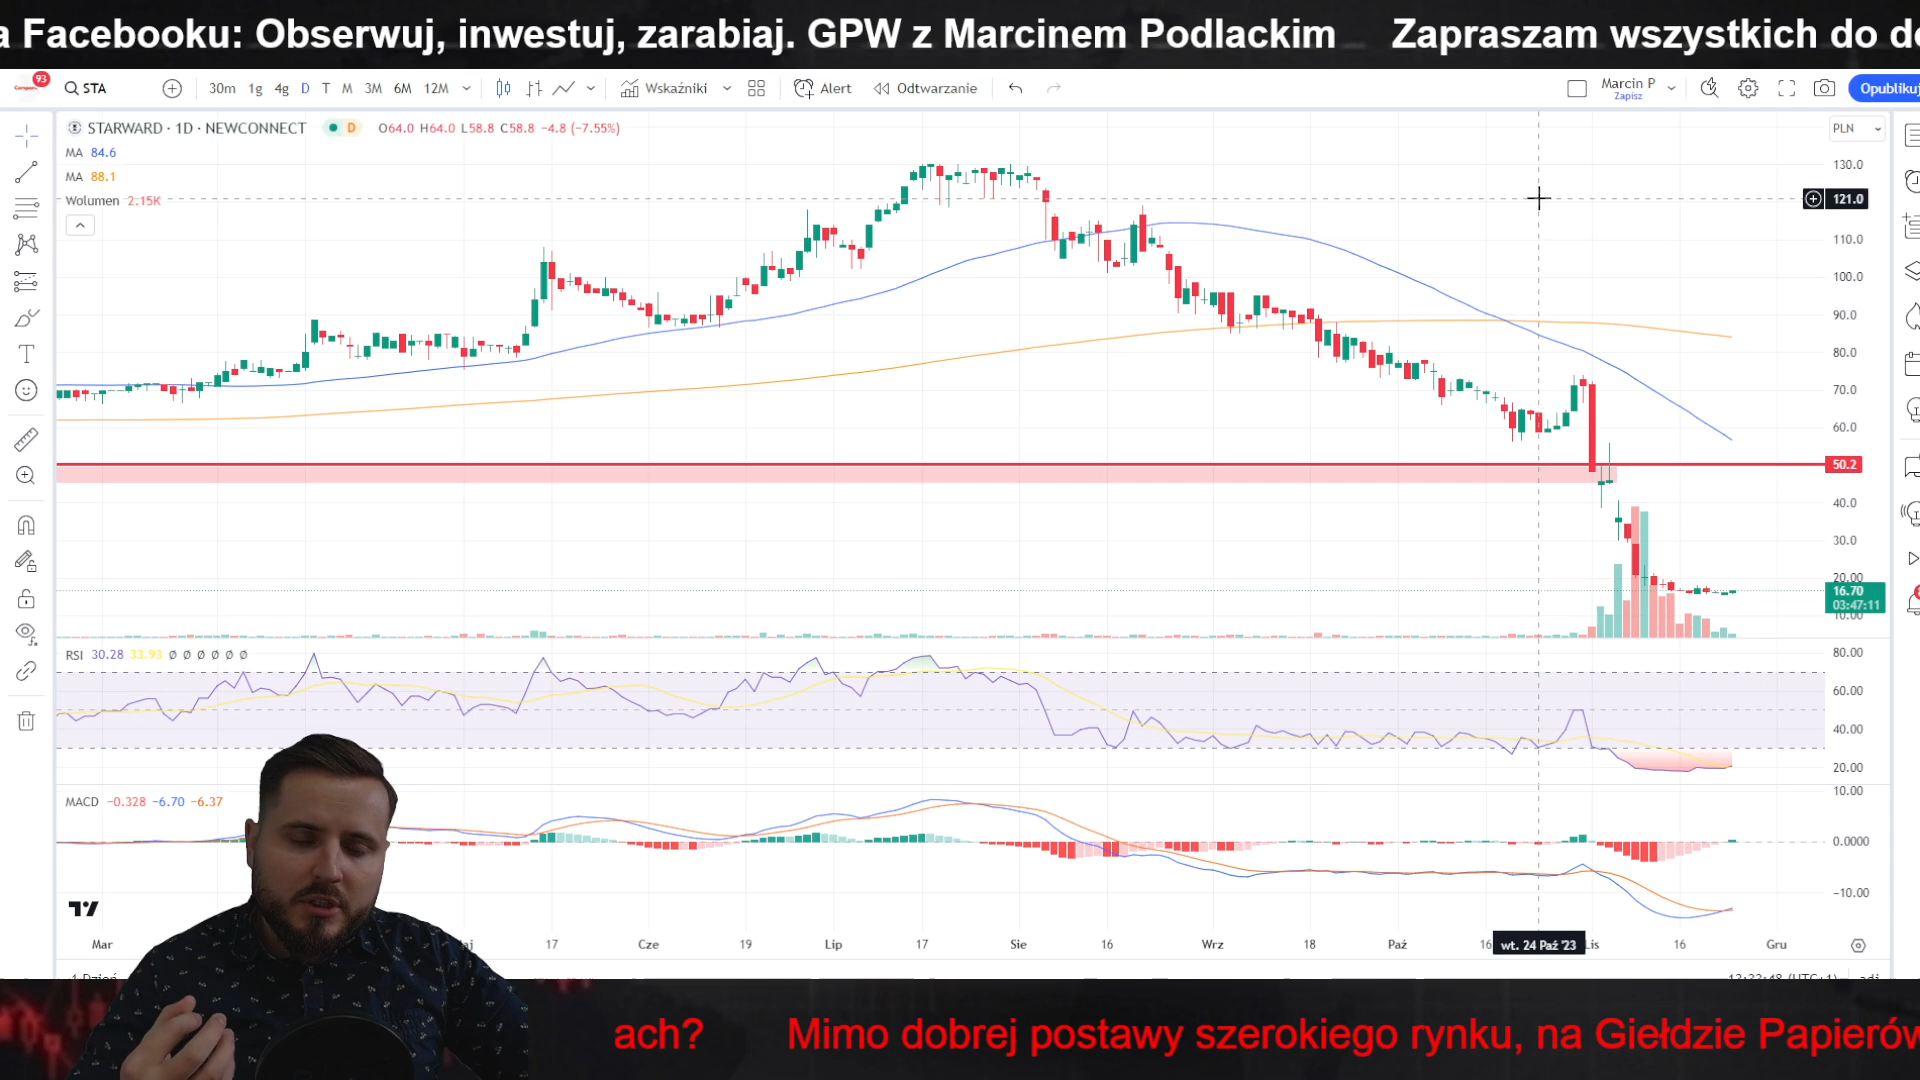 a Facebooku: Obserwuj, inwestuj, zarabiaj. GPW z Marcinem Podlackim Zapraszam wszystkich do d
93
STA 30m 1g 4g D T M 3M 6M 12M Wskaźniki Alert Odtwarzanie Marcin P Opublikuj
Zapisz
STARWARD · 1D · NEWCONNECT D O64.0 H64.0 L58.8 C58.8 −4.8 (−7.55%) PLN
MA 84.6
MA 88.1
Wolumen 2.15K
130.0
121.0
110.0
100.0
90.0
80.0
70.0
60.0
50.2
40.0
30.0
20.00
16.70
03:47:11
10.00
RSI 30.28 33.93 Ø Ø Ø Ø Ø Ø
80.00
60.00
40.00
20.00
MACD −0.328 −6.70 −6.37
10.00
0.0000
−10.00
Mar 17 Cze 19 Lip 17 Sie 16 Wrz 18 Paź 16 wt. 24 Paź '23 Lis 16 Gru
ach? Mimo dobrej postawy szerokiego rynku, na Giełdzie Papierów